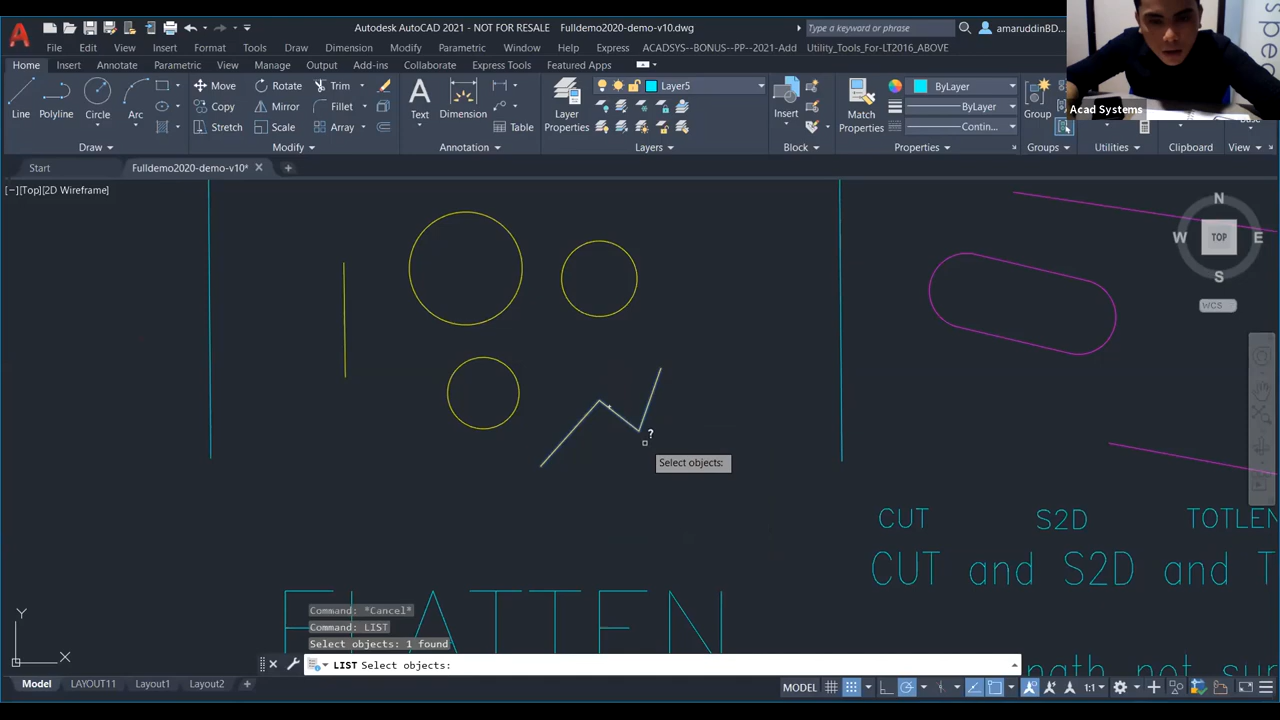 Autodesk AutoCAD 2021 - NOT FOR RESALE Fulldemo2020-demo-v10.dwg
Type a keyword or phrase
amaruddinBD...
File Edit View Insert Format Tools Draw Dimension Modify Parametric Window Help Express ACADSYS--BONUS--PP--2021-Add Utility_Tools_For-LT2016_ABOVE
Home Insert Annotate Parametric View Manage Output Add-ins Collaborate Express Tools Featured Apps
Acad Systems
Move Rotate Trim
Layer5
ByLayer
Copy Mirror Fillet
ByLayer
Line Polyline Circle Arc
Stretch Scale Array
Text Dimension Table
Layer Properties
Insert
Match Properties
Contin...
Group
Draw Modify Annotation Layers Block Properties Groups Utilities Clipboard View
Start Fulldemo2020-demo-v10*
[−][Top][2D Wireframe]
N
W TOP E
S
WCS
?
Select objects:
CUT S2D TOTLEN
CUT and S2D and T
FLATTEN
Command: *Cancel*
Command: LIST
Select objects: 1 found
LIST Select objects:
Y
X
Model LAYOUT11 Layout1 Layout2
MODEL 1:1